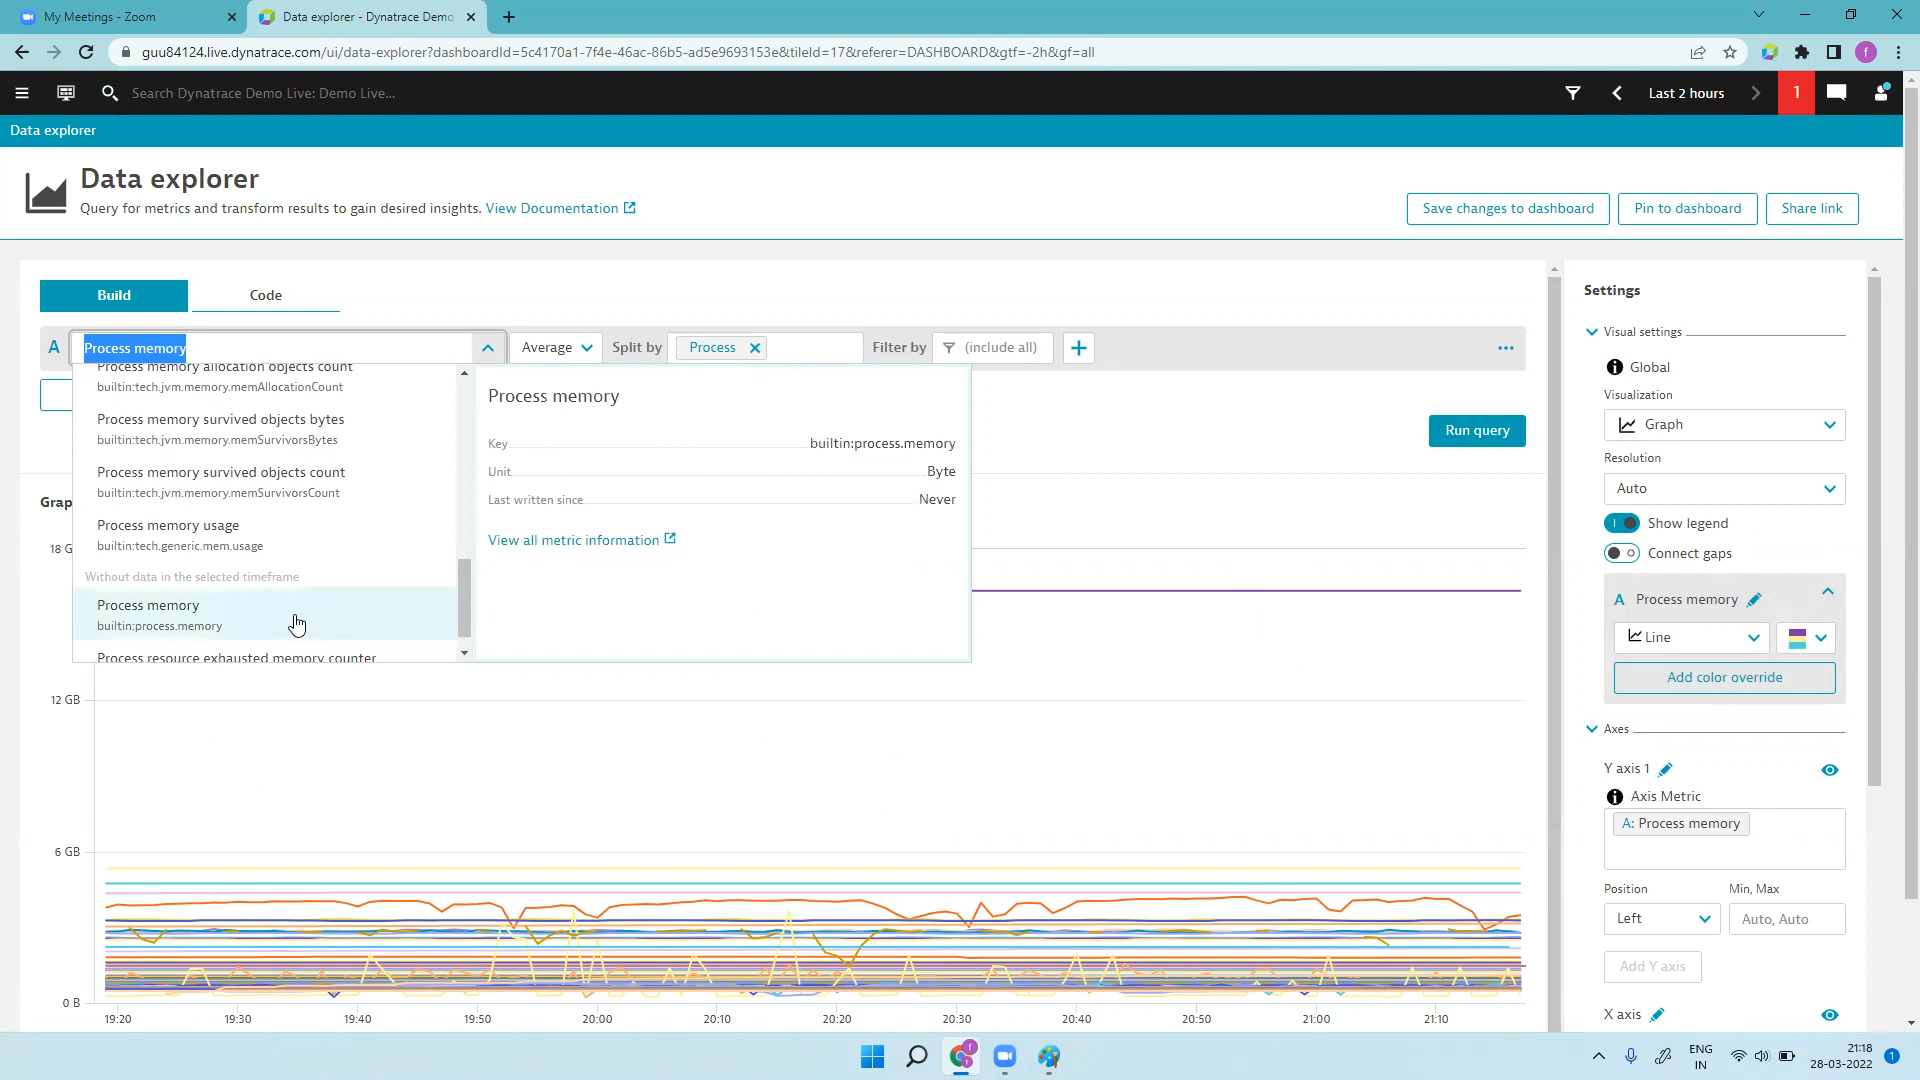 My Meetings - Zoom
Data explorer - Dynatrace Demo
guu84124.live.dynatrace.com/ui/data-explorer?dashboardId=5c4170a1-7f4e-46ac-86b5-ad5e9693153e&tileId=17&referer=DASHBOARD&gtf=-2h&gf=all
f
Search Dynatrace Demo Live: Demo Live...
Last 2 hours
1
Data explorer
Data explorer
Query for metrics and transform results to gain desired insights. View Documentation
Save changes to dashboard
Pin to dashboard
Share link
Build
Code
A
Process memory
Average
Split by
Process
Filter by
(include all)
Process memory allocation objects count
builtin:tech.jvm.memory.memAllocationCount
Process memory survived objects bytes
builtin:tech.jvm.memory.memSurvivorsBytes
Process memory survived objects count
builtin:tech.jvm.memory.memSurvivorsCount
Process memory usage
builtin:tech.generic.mem.usage
Without data in the selected timeframe
Process memory
builtin:process.memory
Process resource exhausted memory counter
Process memory
Key builtin:process.memory
Unit Byte
Last written since Never
View all metric information
Run query
Grap
18 G
12 GB
6 GB
0 B
19:20 19:30 19:40 19:50 20:00 20:10 20:20 20:30 20:40 20:50 21:00 21:10
Settings
Visual settings
Global
Visualization
Graph
Resolution
Auto
Show legend
Connect gaps
A Process memory
Line
Add color override
Axes
Y axis 1
Axis Metric
A: Process memory
Position
Min, Max
Left
Auto, Auto
Add Y axis
X axis
ENG
IN
21:18
28-03-2022
1